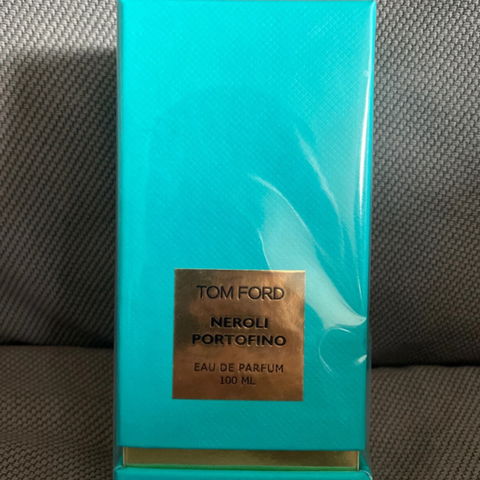 TOM FORD
NEROLI
PORTOFINO
EAU DE PARFUM
100 ML